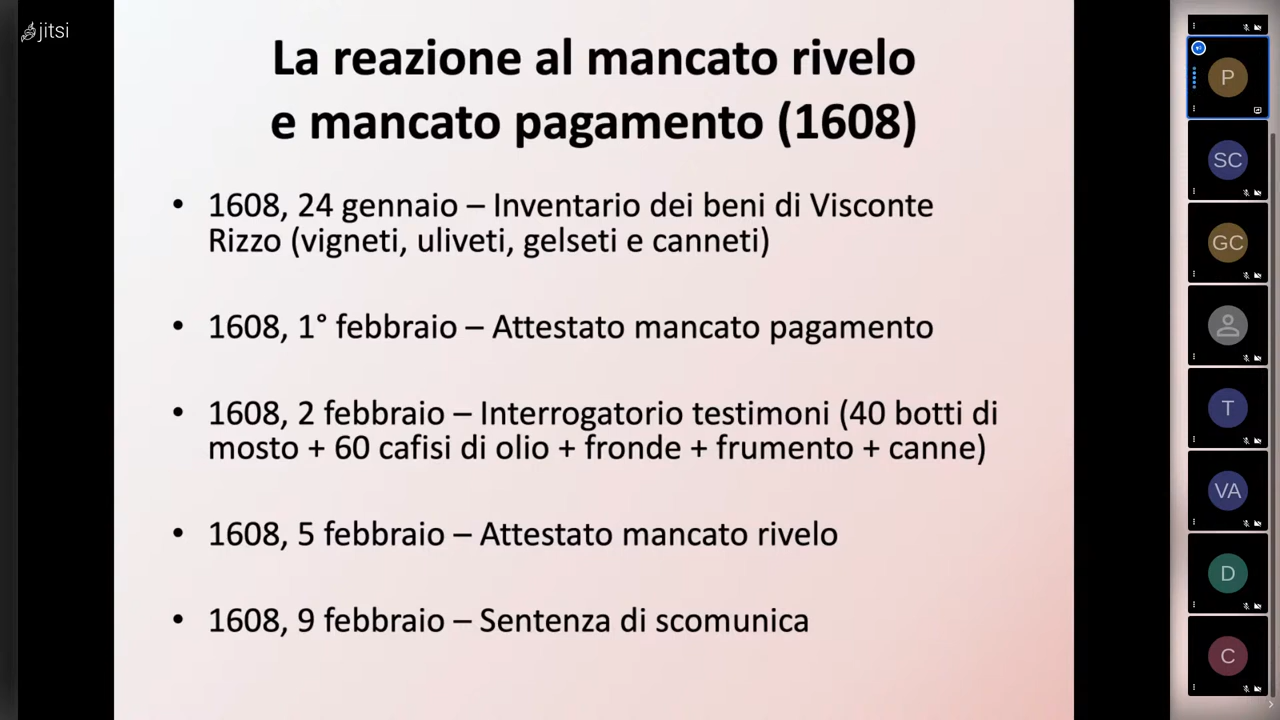 jitsi
La reazione al mancato rivelo
e mancato pagamento (1608)
• 1608, 24 gennaio – Inventario dei beni di Visconte
Rizzo (vigneti, uliveti, gelseti e canneti)
• 1608, 1° febbraio – Attestato mancato pagamento
• 1608, 2 febbraio – Interrogatorio testimoni (40 botti di
mosto + 60 cafisi di olio + fronde + frumento + canne)
• 1608, 5 febbraio – Attestato mancato rivelo
• 1608, 9 febbraio – Sentenza di scomunica
P
SC
GC
T
VA
D
C